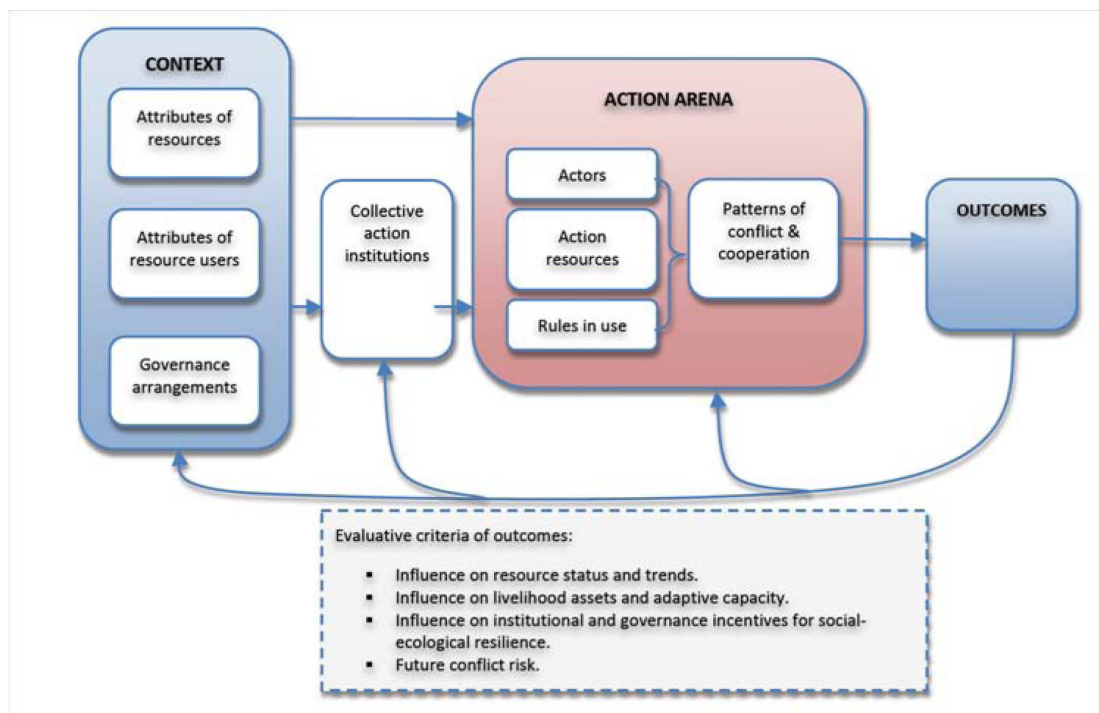 CONTEXT
Attributes of
resources
Attributes of
resource users
Governance
arrangements
Collective
action
institutions
ACTION ARENA
Actors
Action
resources
Rules in use
Patterns of
conflict &
cooperation
OUTCOMES
Evaluative criteria of outcomes:
▪ Influence on resource status and trends.
▪ Influence on livelihood assets and adaptive capacity.
▪ Influence on institutional and governance incentives for social-
ecological resilience.
▪ Future conflict risk.